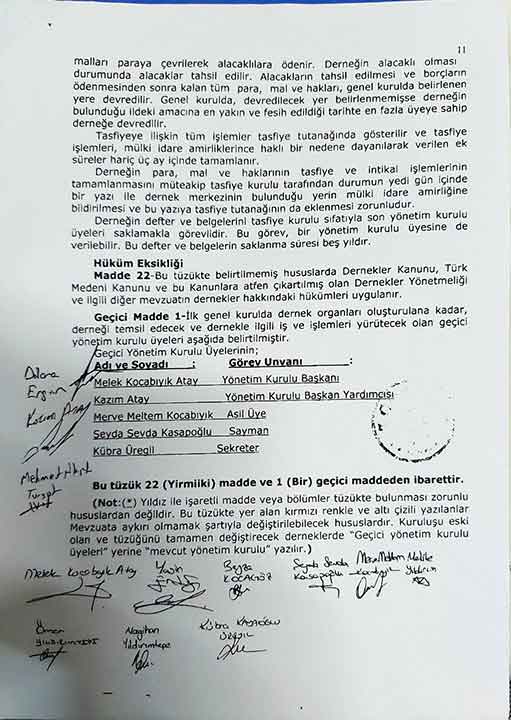 11
malları paraya çevrilerek alacaklılara ödenir. Derneğin alacaklı olması
durumunda alacaklar tahsil edilir. Alacakların tahsil edilmesi ve borçların
ödenmesinden sonra kalan tüm para, mal ve hakları, genel kurulda belirlenen
yere devredilir. Genel kurulda, devredilecek yer belirlenmemişse derneğin
bulunduğu ildeki amacına en yakın ve fesih edildiği tarihte en fazla üyeye sahip
derneğe devredilir.
Tasfiyeye ilişkin tüm işlemler tasfiye tutanağında gösterilir ve tasfiye
işlemleri, mülki idare amirliklerince haklı bir nedene dayanılarak verilen ek
süreler hariç üç ay içinde tamamlanır.
Derneğin para, mal ve haklarının tasfiye ve intikal işlemlerinin
tamamlanmasını müteakip tasfiye kurulu tarafından durumun yedi gün içinde
bir yazı ile dernek merkezinin bulunduğu yerin mülki idare amirliğine
bildirilmesi ve bu yazıya tasfiye tutanağının da eklenmesi zorunludur.
Derneğin defter ve belgelerini tasfiye kurulu sıfatıyla son yönetim kurulu
üyeleri saklamakla görevlidir. Bu görev, bir yönetim kurulu üyesine de
verilebilir. Bu defter ve belgelerin saklanma süresi beş yıldır.
Hüküm Eksikliği
Madde 22-Bu tüzükte belirtilmemiş hususlarda Dernekler Kanunu, Türk
Medeni Kanunu ve bu Kanunlara atfen çıkartılmış olan Dernekler Yönetmeliği
ve ilgili diğer mevzuatın dernekler hakkındaki hükümleri uygulanır.
Geçici Madde 1-İlk genel kurulda dernek organları oluşturulana kadar,
derneği temsil edecek ve dernekle ilgili iş ve işlemleri yürütecek olan geçici
yönetim kurulu üyeleri aşağıda belirtilmiştir.
Geçici Yönetim Kurulu Üyelerinin;
Adı ve Soyadı : Görev Unvanı :
Melek Kocabıyık Atay Yönetim Kurulu Başkanı
Kazım Atay Yönetim Kurulu Başkan Yardımcısı
Merve Meltem Kocabıyık Asil Üye
Seyda Sevda Kasapoğlu Sayman
Kübra Üregil Sekreter
Kazım Atay
Mehmet
Turgut
Bu tüzük 22 (Yirmiiki) madde ve 1 (Bir) geçici maddeden ibarettir.
(Not:(*) Yıldız ile işaretli madde veya bölümler tüzükte bulunması zorunlu
hususlardan değildir. Bu tüzükte yer alan kırmızı renkle ve altı çizili yazılanlar
Mevzuata aykırı olmamak şartıyla değiştirilebilecek hususlardır. Kuruluşu eski
olan ve tüzüğünü tamamen değiştirecek derneklerde “Geçici yönetim kurulu
üyeleri” yerine “mevcut yönetim kurulu” yazılır.)
Melek Kocabıyık Atay Yasin Beyza Seyda Sevda Merve Meltem Melike
KOCAGÖZ Kasapoğlu Kocabıyık Yıldırım
Ömer Alagihan Kübra KASAPOĞLU
Yıldırımtepe ÜREGİL